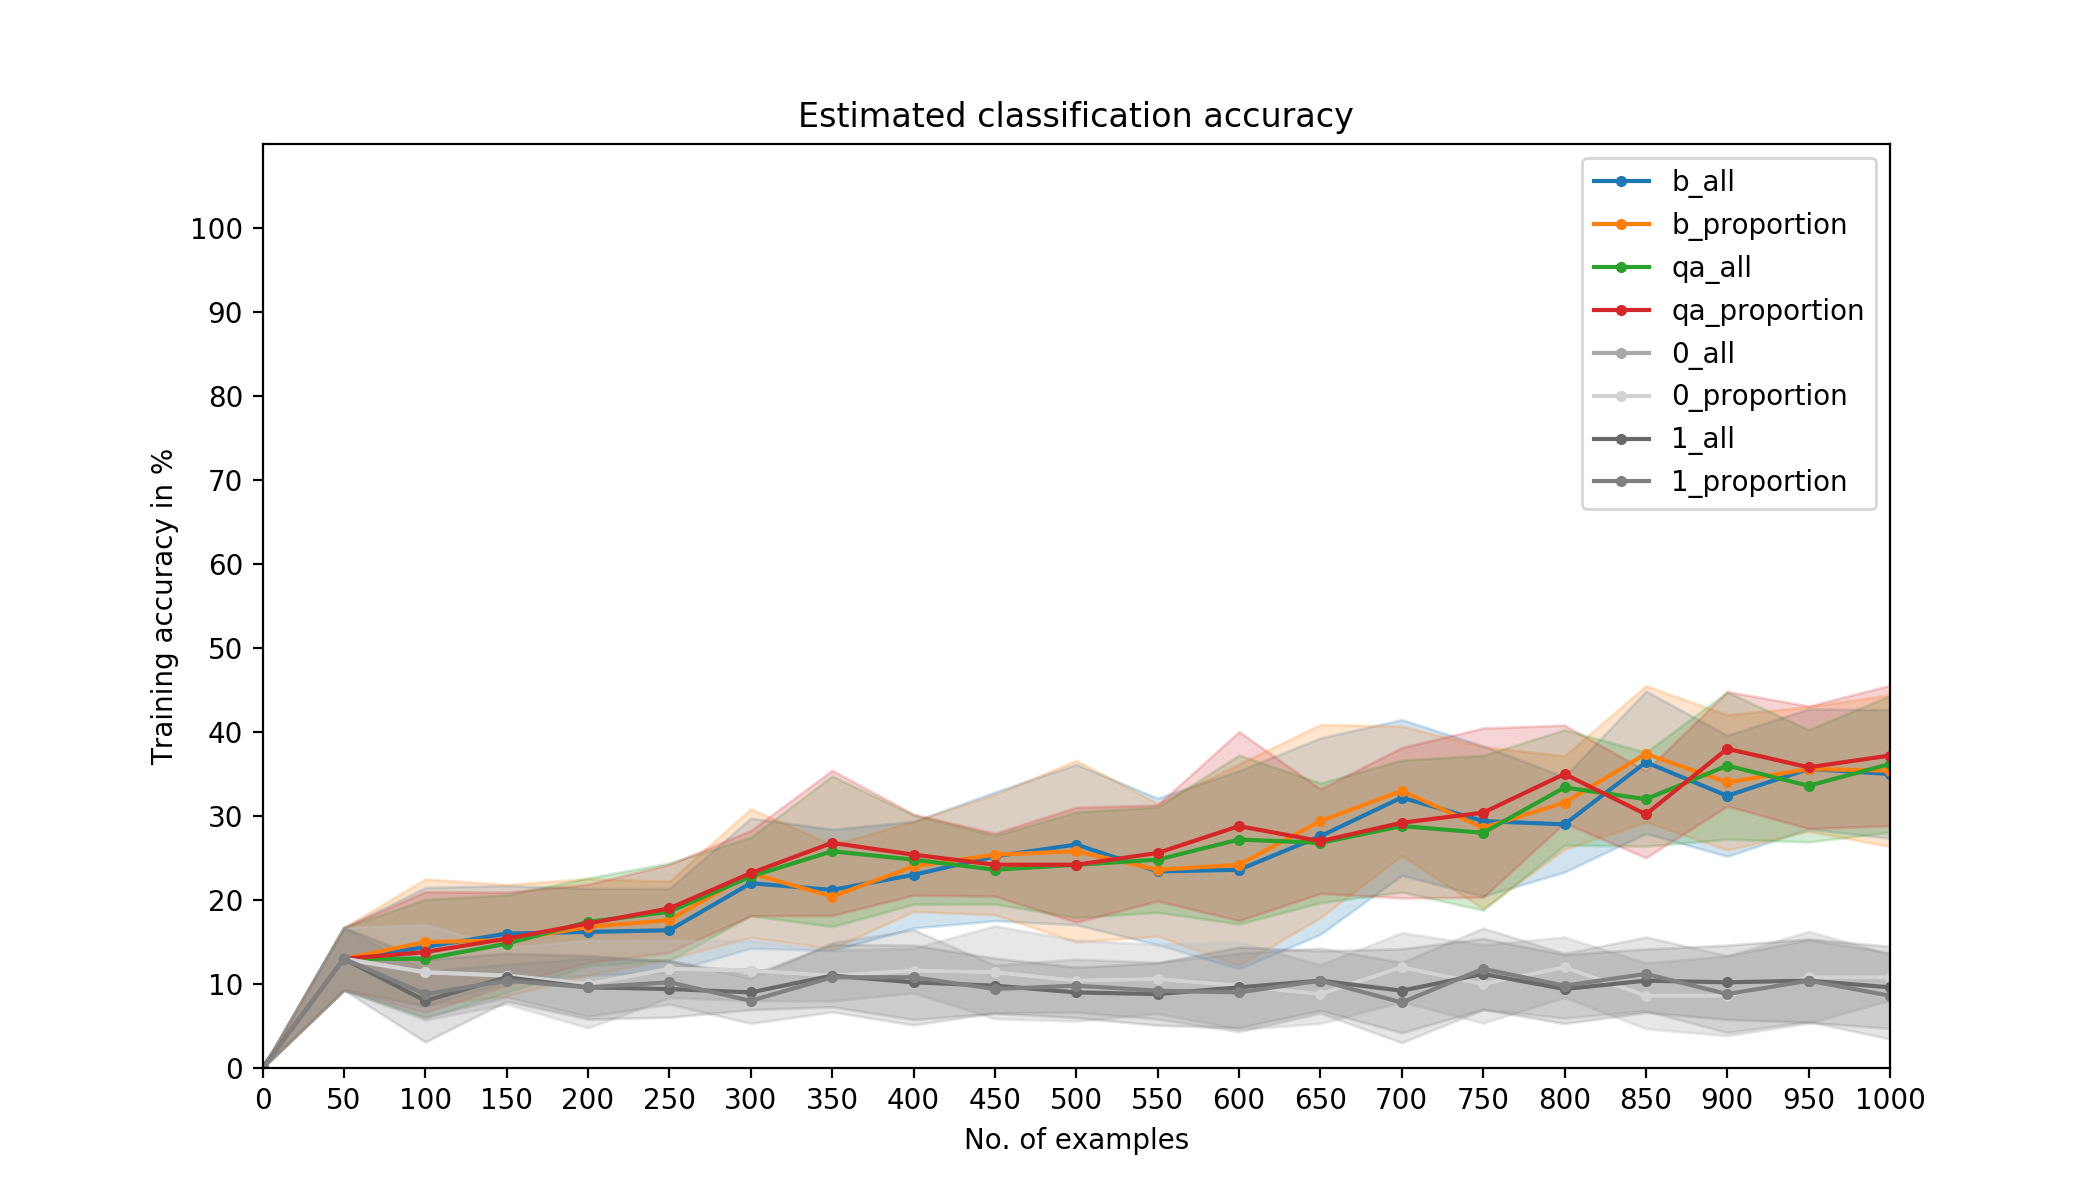 Estimated classification accuracy
b_all
b_proportion
qa_all
qa_proportion
0_all
0_proportion
1_all
1_proportion
100
90
80
70
60
50
40
30
20
10
0
Training accuracy in %
0 50 100 150 200 250 300 350 400 450 500 550 600 650 700 750 800 850 900 950 1000
No. of examples